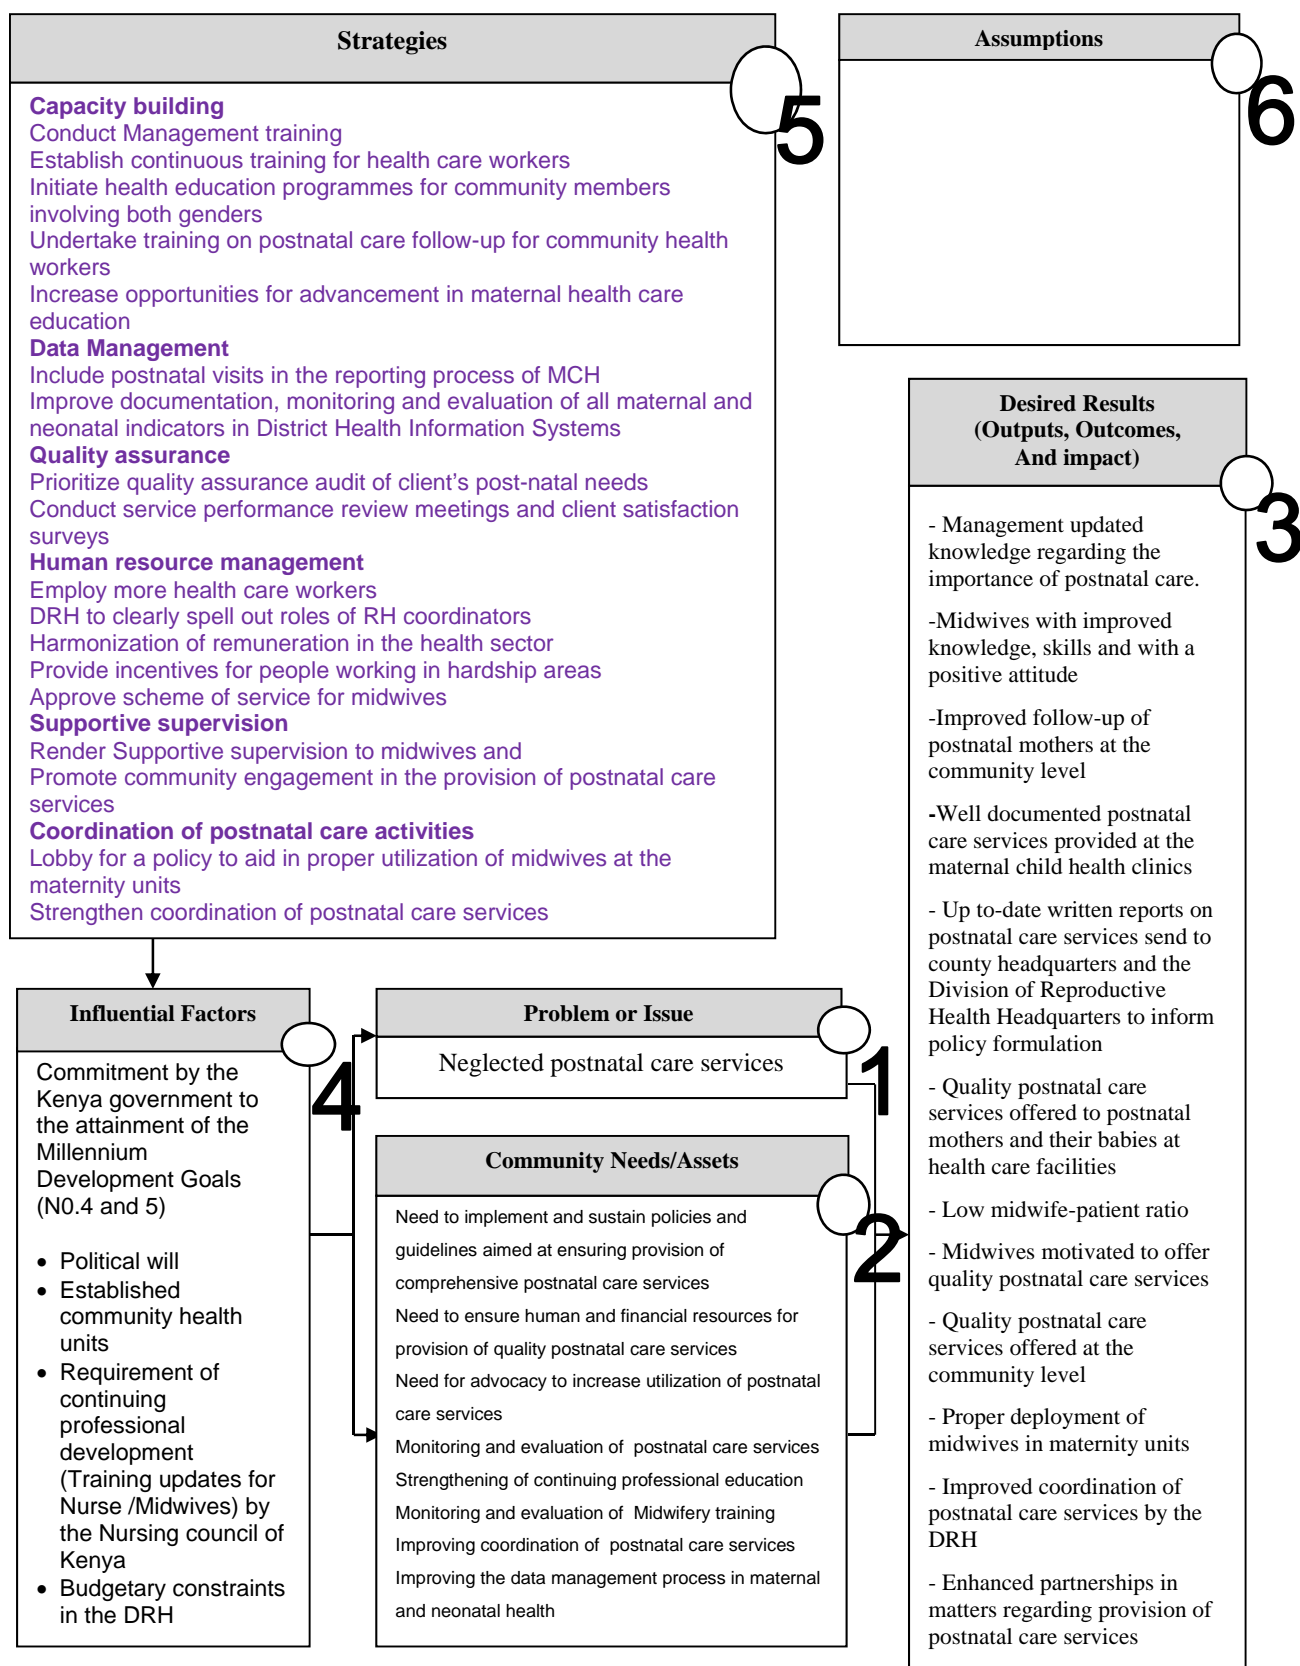 Strategies
5
Capacity building
Conduct Management training
Establish continuous training for health care workers
Initiate health education programmes for community members
involving both genders
Undertake training on postnatal care follow-up for community health
workers
Increase opportunities for advancement in maternal health care
education
Data Management
Include postnatal visits in the reporting process of MCH
Improve documentation, monitoring and evaluation of all maternal and
neonatal indicators in District Health Information Systems
Quality assurance
Prioritize quality assurance audit of client's post-natal needs
Conduct service performance review meetings and client satisfaction
surveys
Human resource management
Employ more health care workers
DRH to clearly spell out roles of RH coordinators
Harmonization of remuneration in the health sector
Provide incentives for people working in hardship areas
Approve scheme of service for midwives
Supportive supervision
Render Supportive supervision to midwives and
Promote community engagement in the provision of postnatal care
services
Coordination of postnatal care activities
Lobby for a policy to aid in proper utilization of midwives at the
maternity units
Strengthen coordination of postnatal care services
Assumptions
6
Influential Factors
4
Commitment by the
Kenya government to
the attainment of the
Millennium
Development Goals
(N0.4 and 5)
• Political will
• Established
community health
units
• Requirement of
continuing
professional
development
(Training updates for
Nurse /Midwives) by
the Nursing council of
Kenya
• Budgetary constraints
in the DRH
Problem or Issue
1
Neglected postnatal care services
Community Needs/Assets
2
Need to implement and sustain policies and
guidelines aimed at ensuring provision of
comprehensive postnatal care services
Need to ensure human and financial resources for
provision of quality postnatal care services
Need for advocacy to increase utilization of postnatal
care services
Monitoring and evaluation of postnatal care services
Strengthening of continuing professional education
Monitoring and evaluation of Midwifery training
Improving coordination of postnatal care services
Improving the data management process in maternal
and neonatal health
Desired Results
(Outputs, Outcomes,
And impact)
3
- Management updated
knowledge regarding the
importance of postnatal care.
-Midwives with improved
knowledge, skills and with a
positive attitude
-Improved follow-up of
postnatal mothers at the
community level
-Well documented postnatal
care services provided at the
maternal child health clinics
- Up to-date written reports on
postnatal care services send to
county headquarters and the
Division of Reproductive
Health Headquarters to inform
policy formulation
- Quality postnatal care
services offered to postnatal
mothers and their babies at
health care facilities
- Low midwife-patient ratio
- Midwives motivated to offer
quality postnatal care services
- Quality postnatal care
services offered at the
community level
- Proper deployment of
midwives in maternity units
- Improved coordination of
postnatal care services by the
DRH
- Enhanced partnerships in
matters regarding provision of
postnatal care services